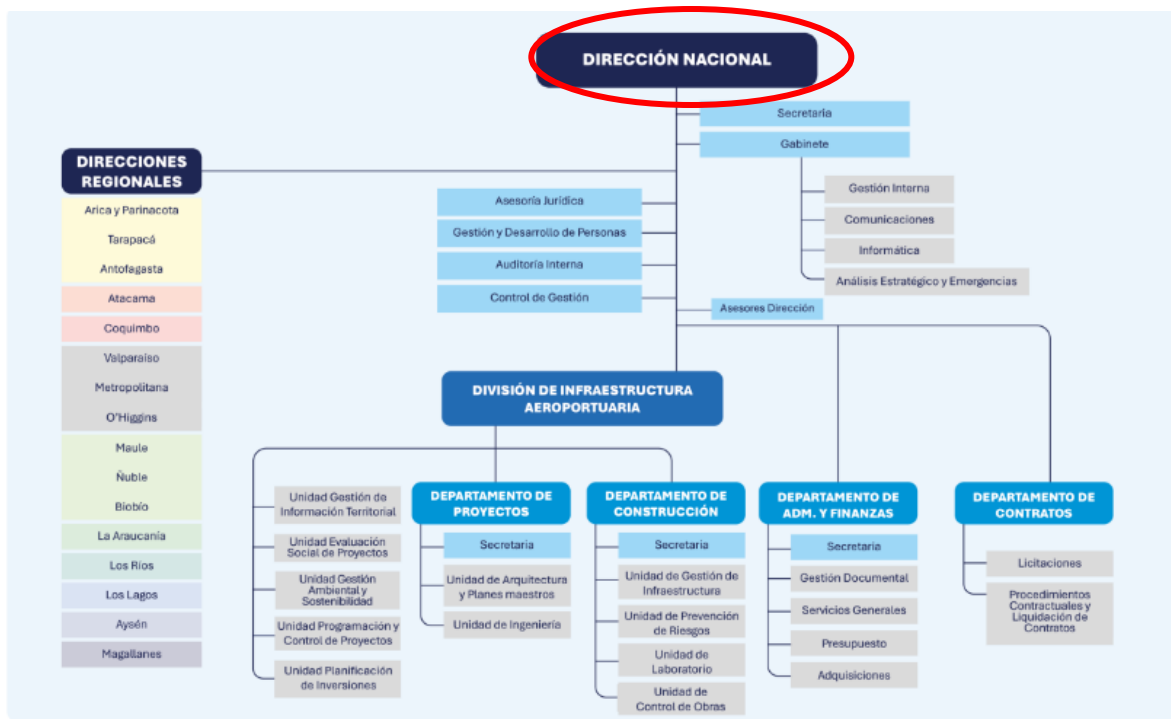 DIRECCIÓN NACIONAL
Secretaria
Gabinete
Gestión Interna
Comunicaciones
Informática
Análisis Estratégico y Emergencias
DIRECCIONES
REGIONALES
Arica y Parinacota
Tarapacá
Antofagasta
Atacama
Coquimbo
Valparaíso
Metropolitana
O'Higgins
Maule
Ñuble
Biobío
La Araucanía
Los Ríos
Los Lagos
Aysén
Magallanes
Asesoría Jurídica
Gestión y Desarrollo de Personas
Auditoría Interna
Control de Gestión
Asesores Dirección
DIVISIÓN DE INFRAESTRUCTURA
AEROPORTUARIA
Unidad Gestión de
Información Territorial
Unidad Evaluación
Social de Proyectos
Unidad Gestión
Ambiental y
Sostenibilidad
Unidad Programación y
Control de Proyectos
Unidad Planificación
de Inversiones
DEPARTAMENTO DE
PROYECTOS
Secretaria
Unidad de Arquitectura
y Planes maestros
Unidad de Ingeniería
DEPARTAMENTO DE
CONSTRUCCIÓN
Secretaria
Unidad de Gestión de
Infraestructura
Unidad de Prevención
de Riesgos
Unidad de
Laboratorio
Unidad de
Control de Obras
DEPARTAMENTO DE
ADM. Y FINANZAS
Secretaria
Gestión Documental
Servicios Generales
Presupuesto
Adquisiciones
DEPARTAMENTO DE
CONTRATOS
Licitaciones
Procedimientos
Contractuales y
Liquidación de
Contratos